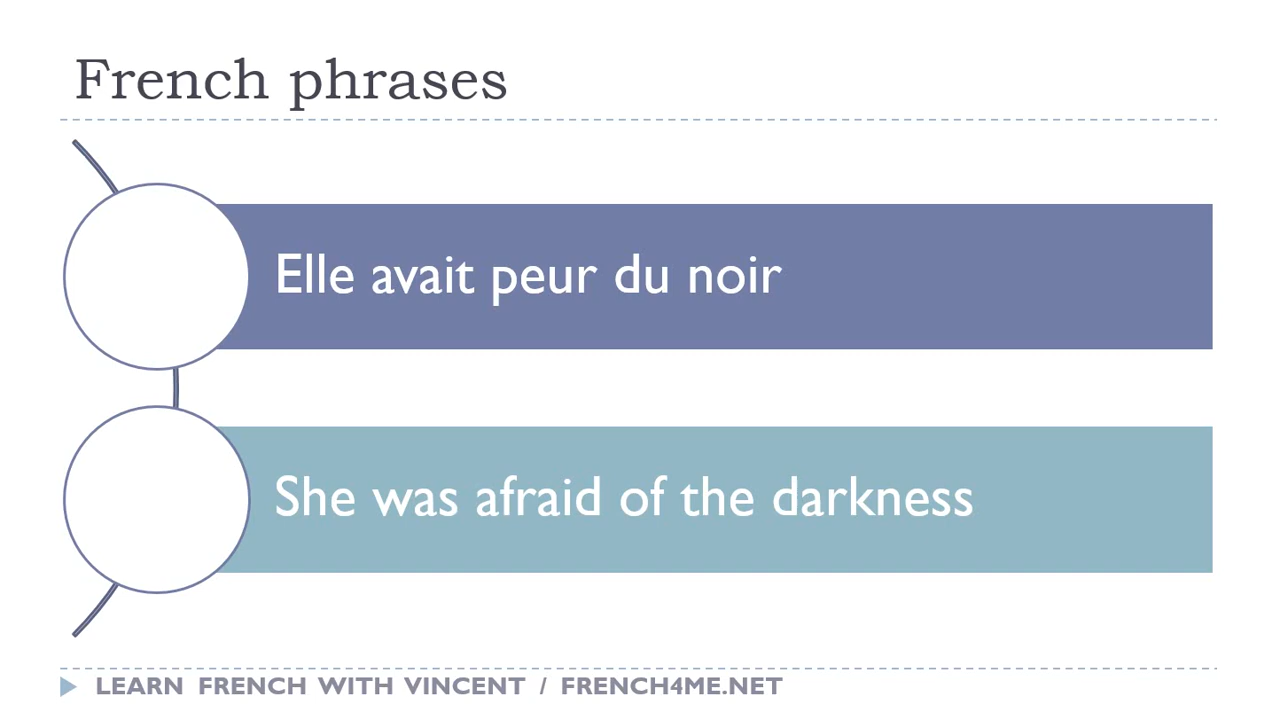 French phrases
Elle avait peur du noir
She was afraid of the darkness
LEARN FRENCH WITH VINCENT / FRENCH4ME.NET